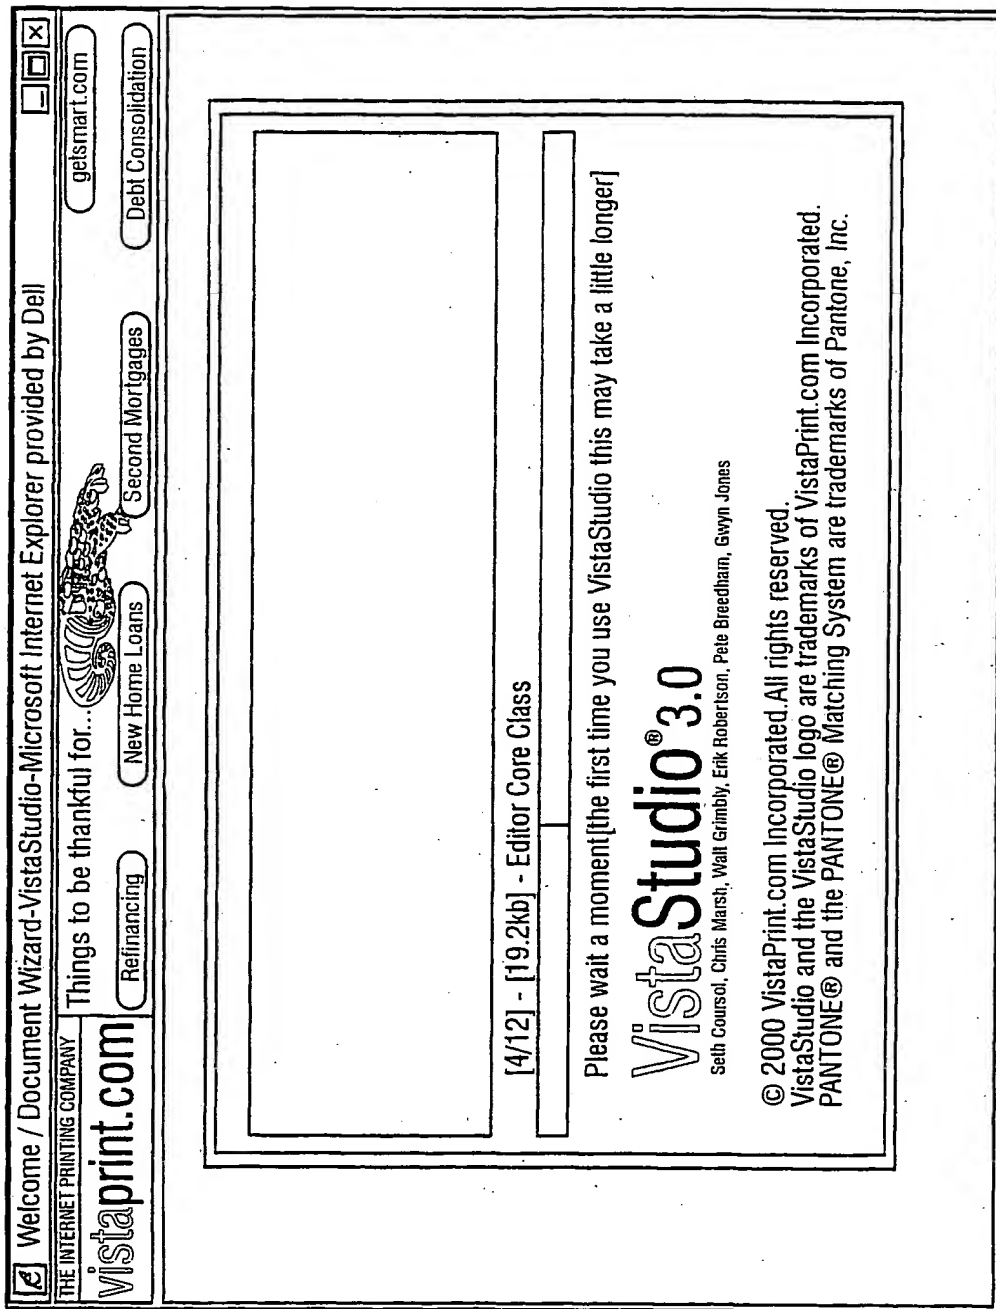 Welcome / Document Wizard-VistaStudio-Microsoft Internet Explorer provided by Dell
THE INTERNET PRINTING COMPANY
vistaprint.com
Things to be thankful for...
getsmart.com
Refinancing
New Home Loans
Second Mortgages
Debt Consolidation
[4/12] - [19.2kb] - Editor Core Class
Please wait a moment[the first time you use VistaStudio this may take a little longer]
VistaStudio® 3.0
Seth Coursol, Chris Marsh, Walt Grimbly, Erik Robertson, Pete Breedham, Gwyn Jones
© 2000 VistaPrint.com Incorporated.All rights reserved.
VistaStudio and the VistaStudio logo are trademarks of VistaPrint.com Incorporated.
PANTONE® and the PANTONE® Matching System are trademarks of Pantone, Inc.